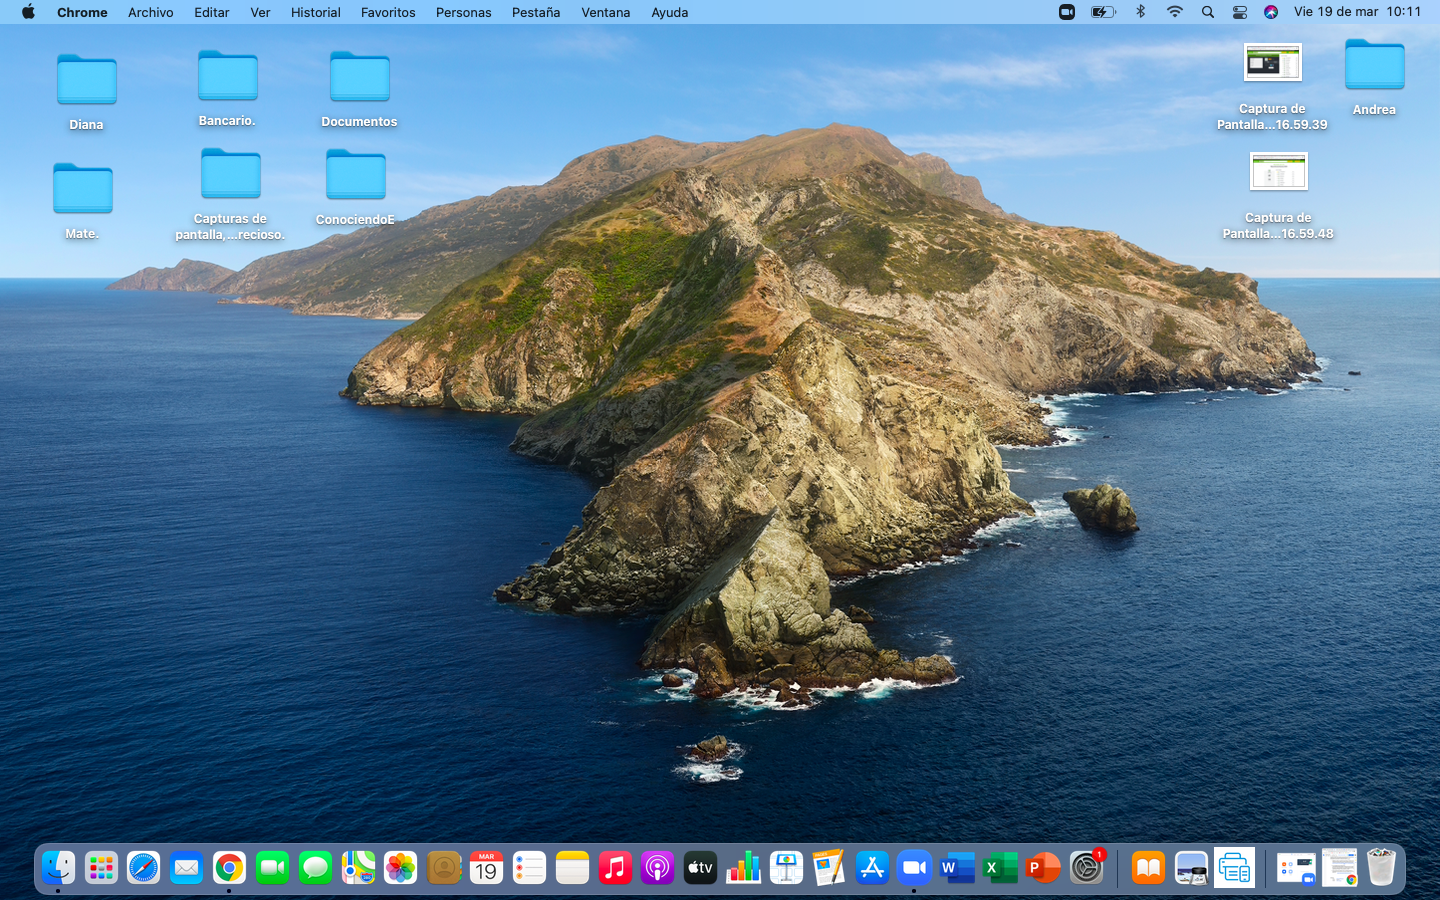 Chrome Archivo Editar Ver Historial Favoritos Personas Pestaña Ventana Ayuda Vie 19 de mar 10:11
Diana
Bancario.
Documentos
Captura de
Pantalla...16.59.39
Andrea
Mate.
Capturas de
pantalla,...recioso.
ConociendoE
Captura de
Pantalla...16.59.48
MAR
19
tv
W
X
P
1